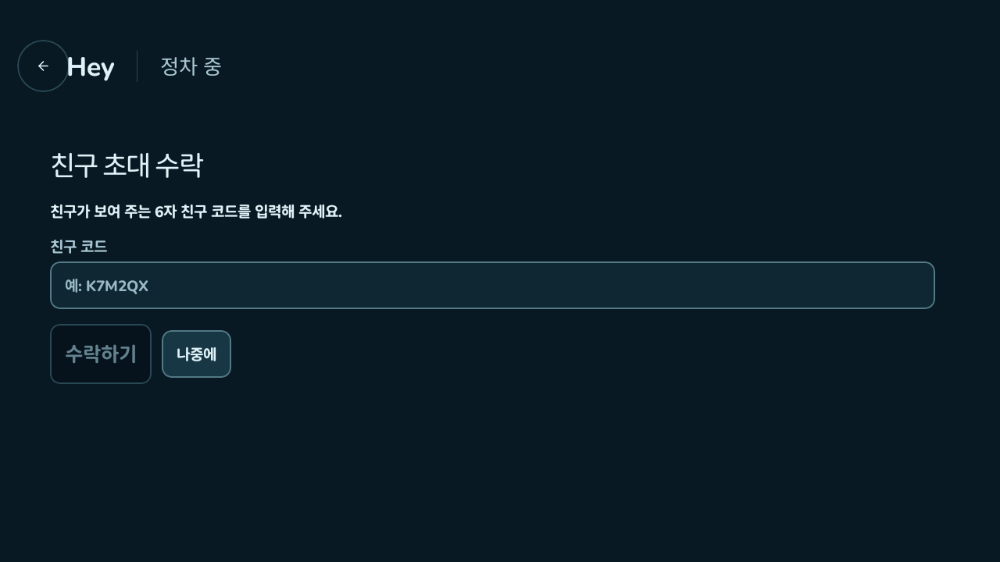 Hey 정차 중
친구 초대 수락
친구가 보여 주는 6자 친구 코드를 입력해 주세요.
친구 코드
예: K7M2QX
수락하기 나중에